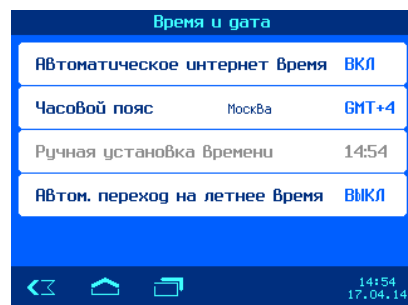 Время и дата
Автоматическое интернет время ВКЛ
Часовой пояс Москва GMT+4
Ручная установка времени 14:54
Автом. переход на летнее время ВЫКЛ
14:54
17.04.14